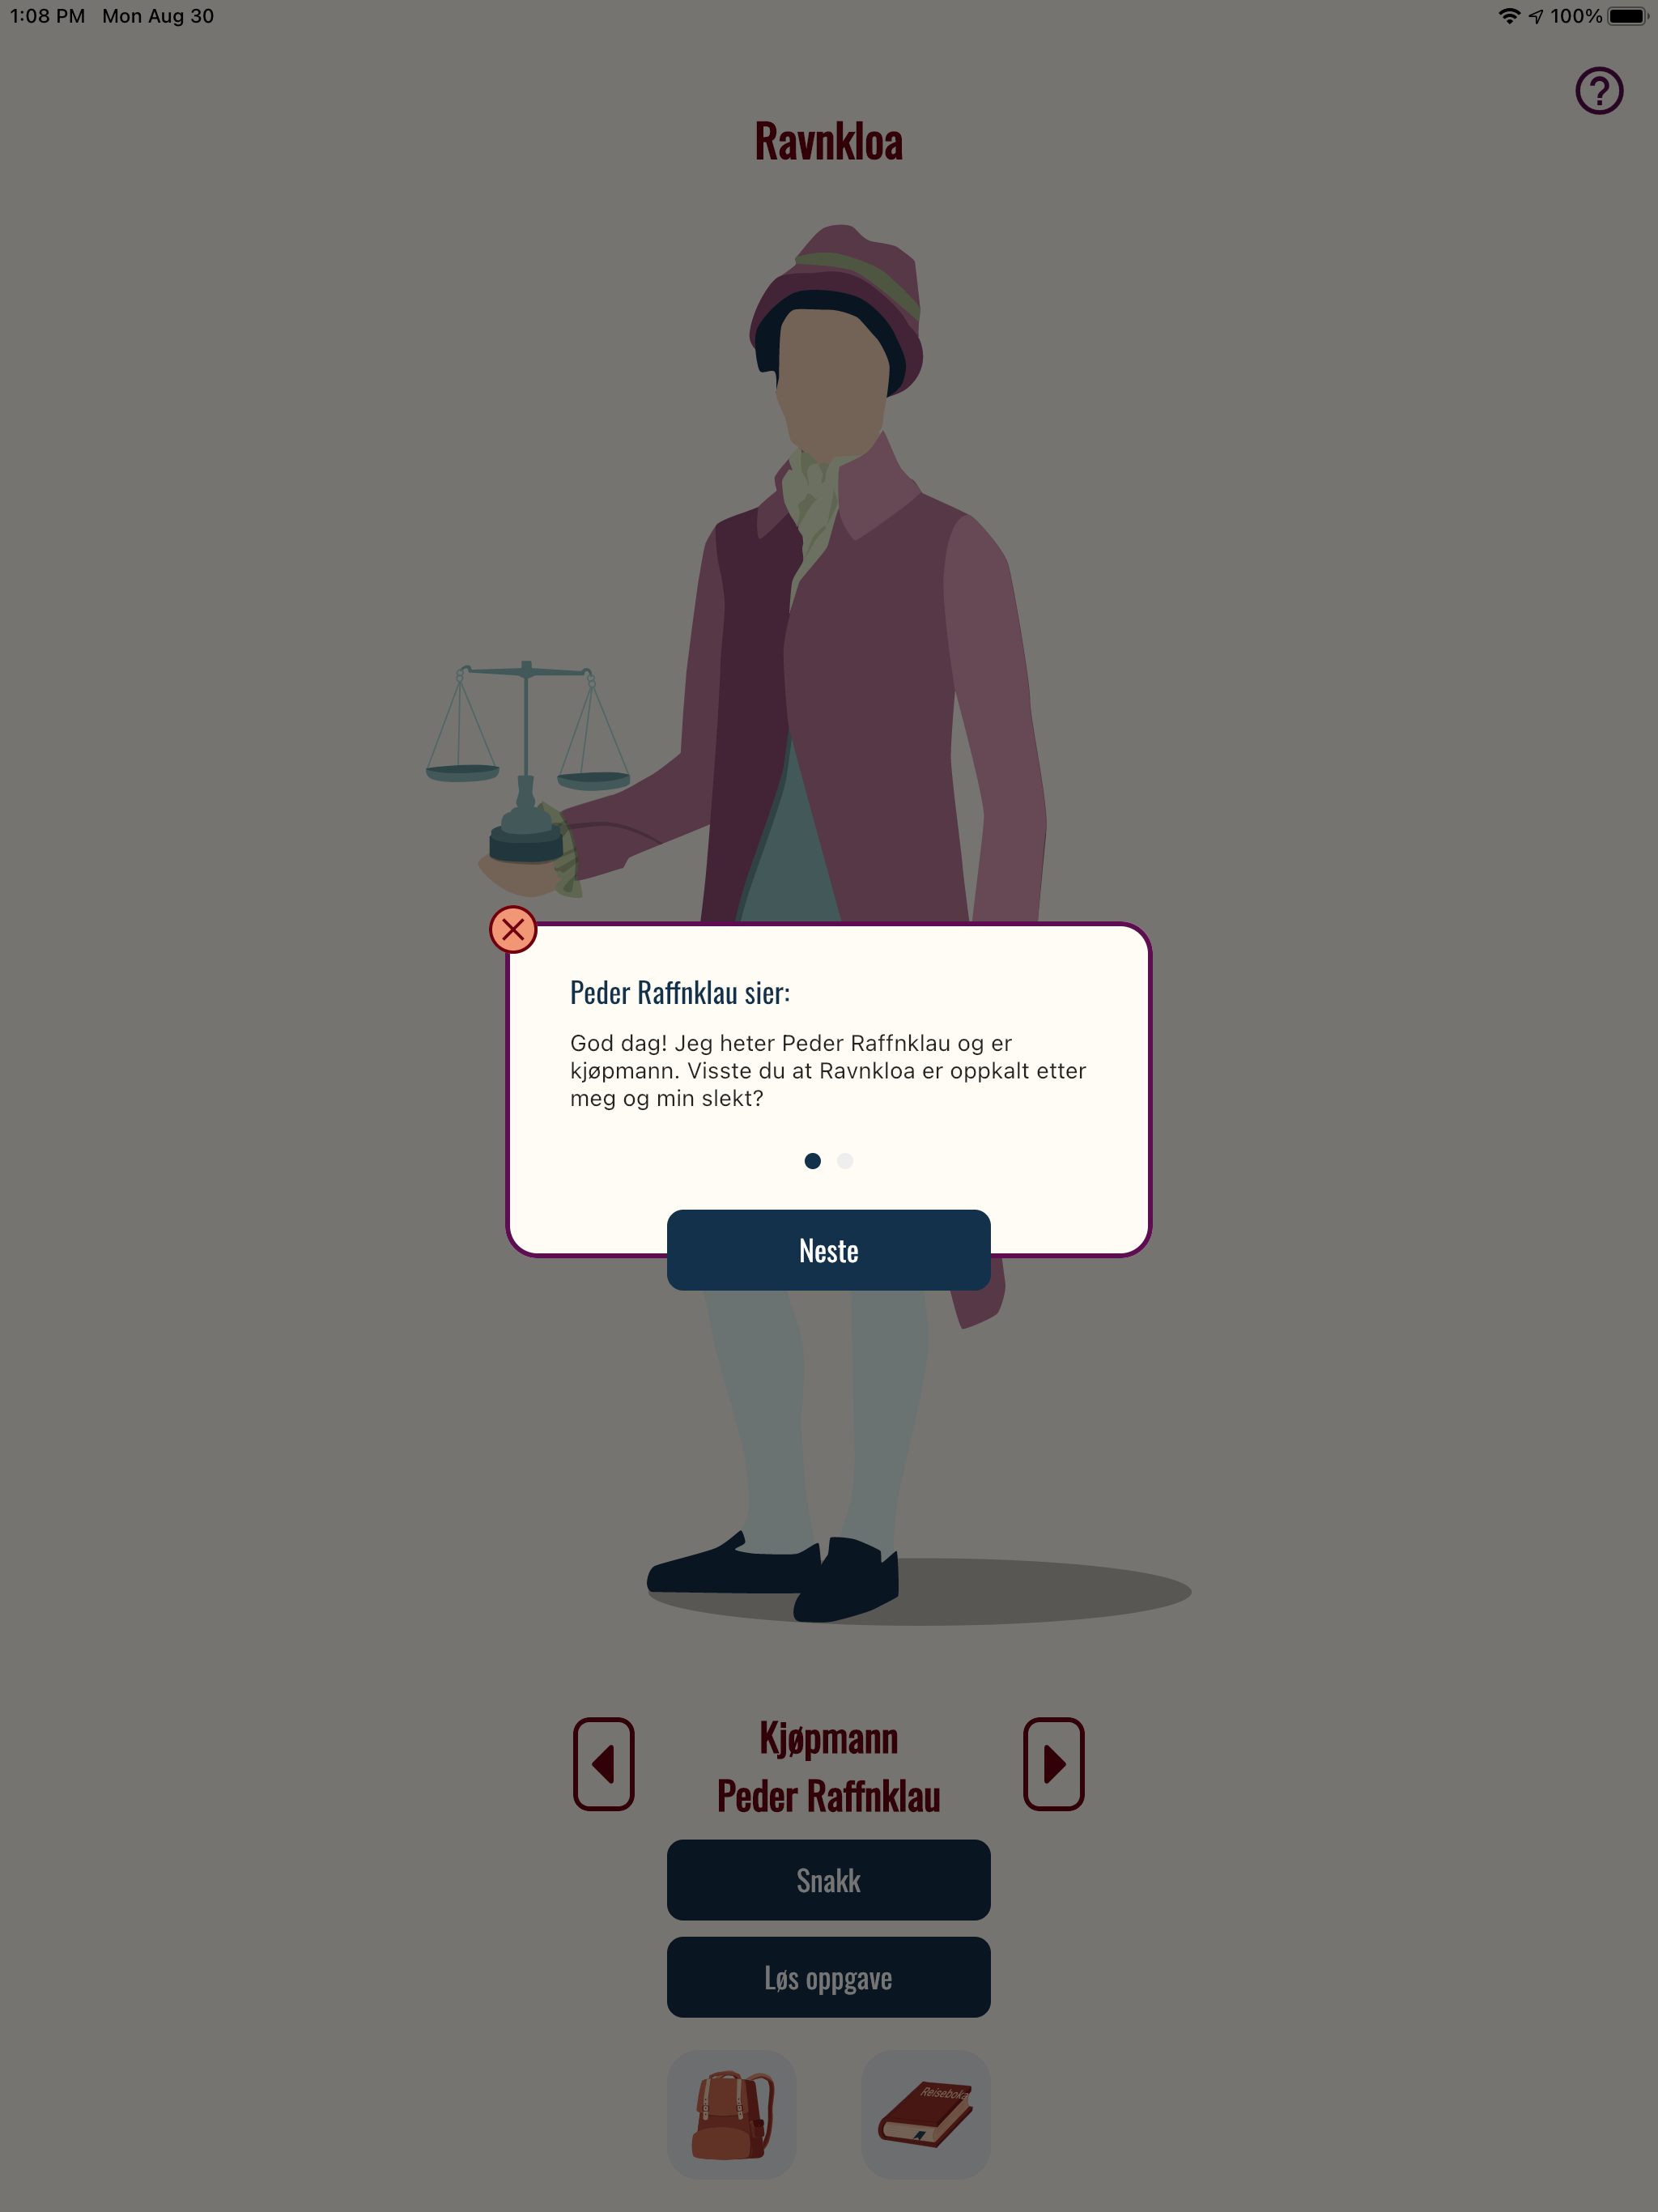 1:08 PM Mon Aug 30
100%
?
Ravnkloa
Peder Raffnklau sier:
God dag! Jeg heter Peder Raffnklau og er
kjøpmann. Visste du at Ravnkloa er oppkalt etter
meg og min slekt?
Neste
Kjøpmann
Peder Raffnklau
Snakk
Løs oppgave
Reiseboka